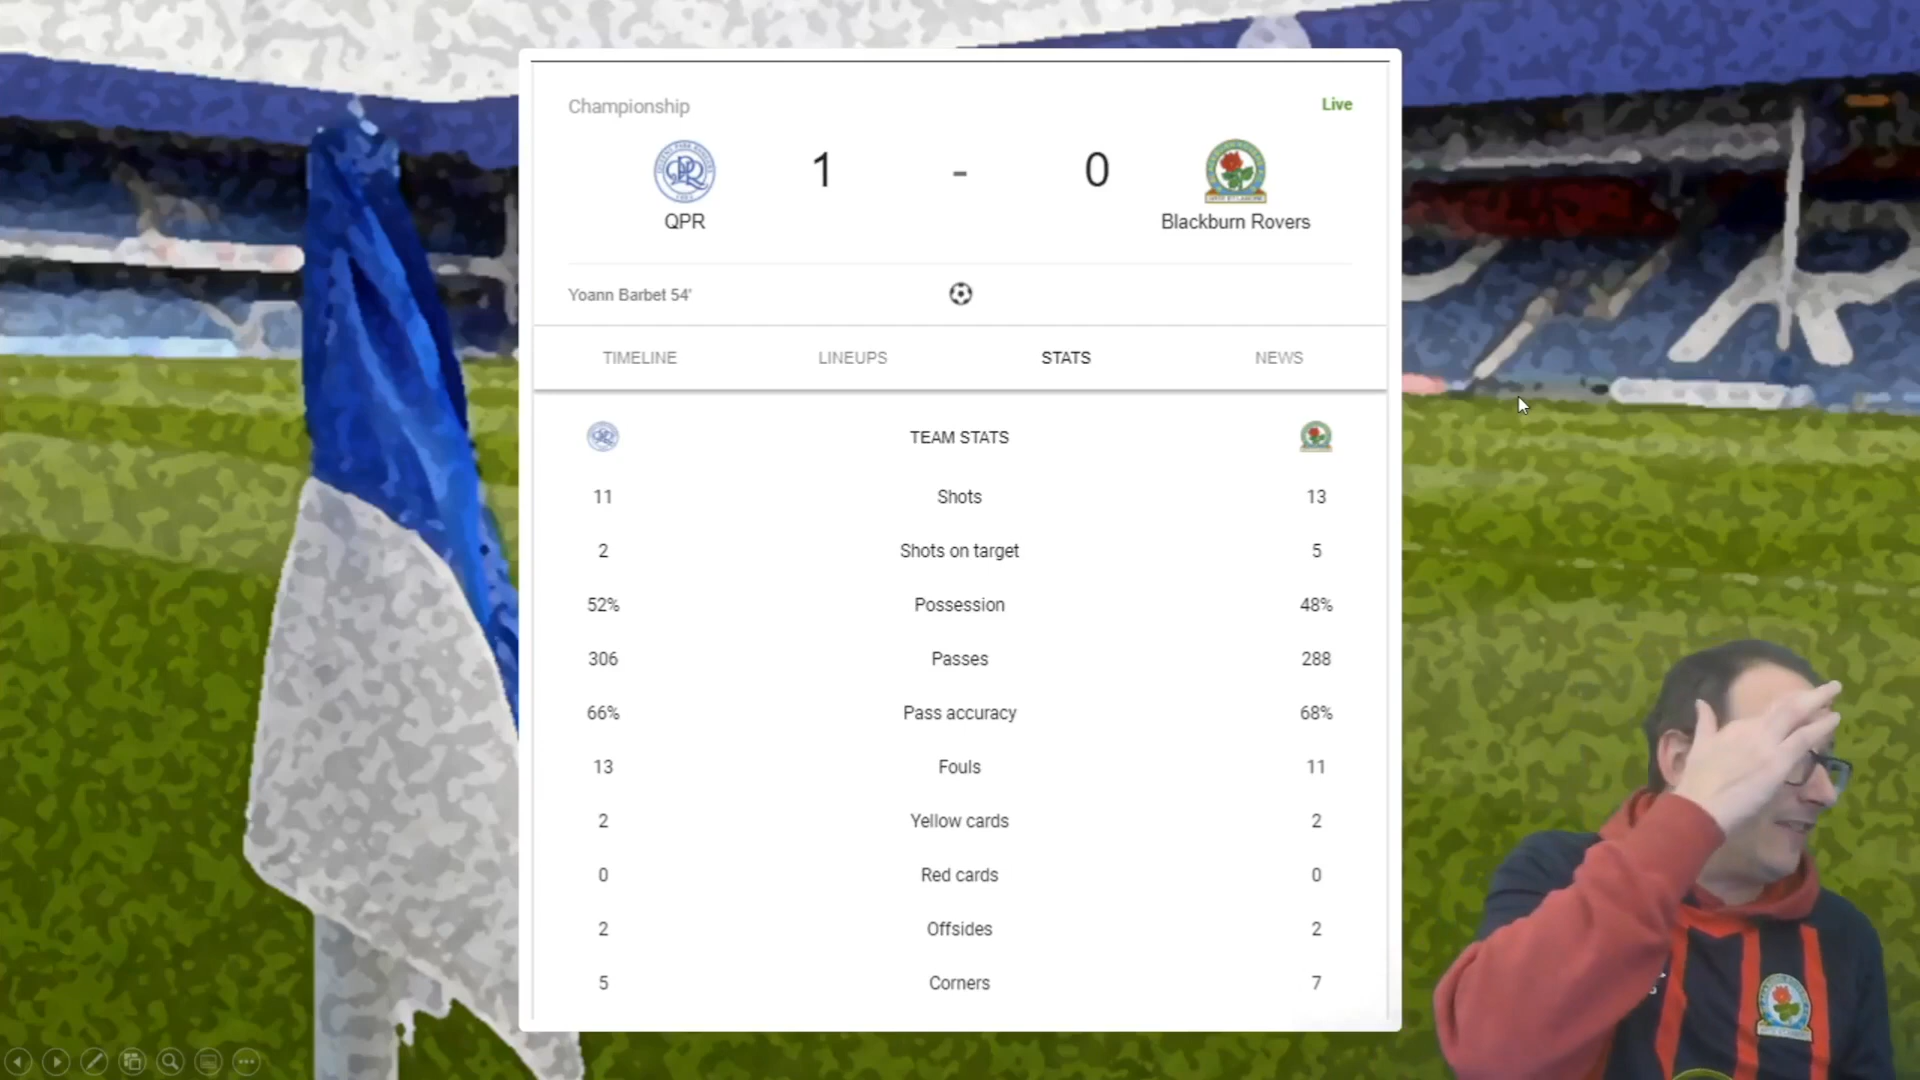 Championship
Live
1 - 0
QPR
Blackburn Rovers
Yoann Barbet 54'
TIMELINE LINEUPS STATS NEWS
TEAM STATS
11 Shots 13
2 Shots on target 5
52% Possession 48%
306 Passes 288
66% Pass accuracy 68%
13 Fouls 11
2 Yellow cards 2
0 Red cards 0
2 Offsides 2
5 Corners 7